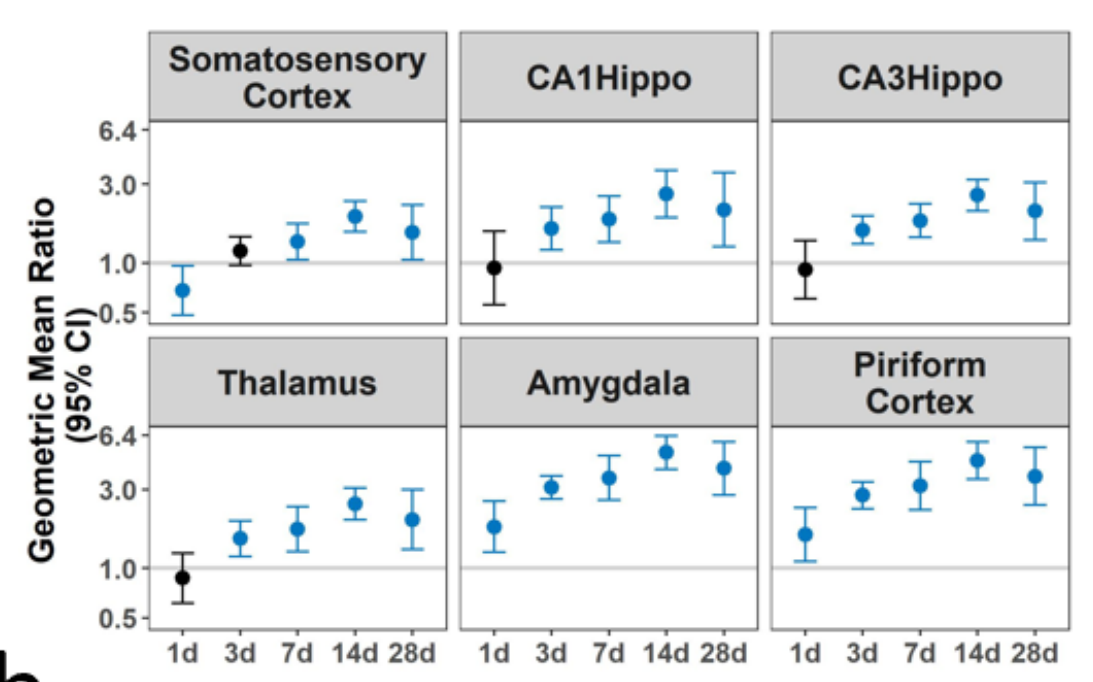 Somatosensory
Cortex
CA1Hippo
CA3Hippo
6.4
3.0
1.0
0.5
Geometric Mean Ratio
(95% CI)
Thalamus
Amygdala
Piriform
Cortex
6.4
3.0
1.0
0.5
1d 3d 7d 14d 28d
1d 3d 7d 14d 28d
1d 3d 7d 14d 28d